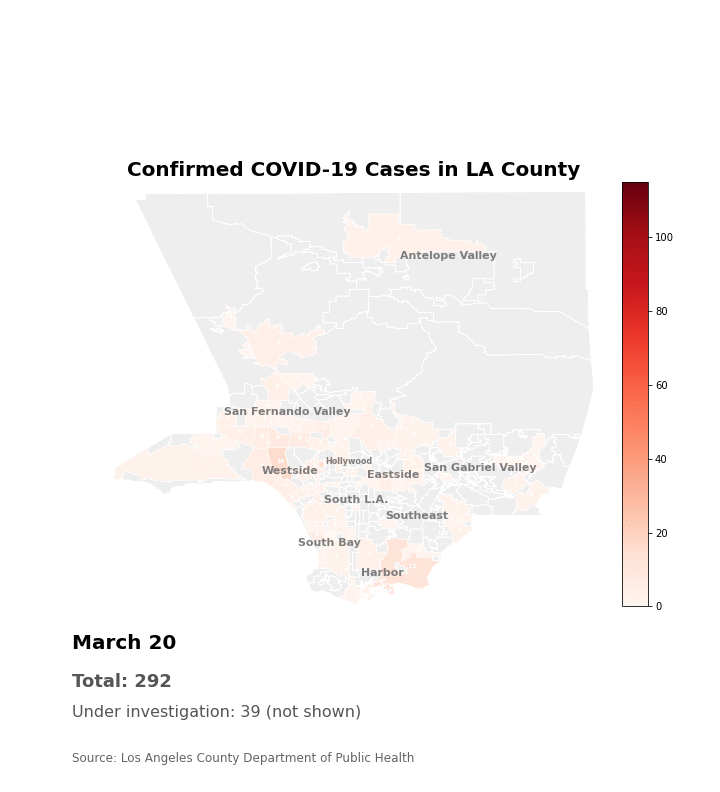 Confirmed COVID-19 Cases in LA County
100
80
60
40
20
0
Antelope Valley
San Fernando Valley
Hollywood
Westside
Eastside
San Gabriel Valley
South L.A.
Southeast
South Bay
Harbor
March 20
Total: 292
Under investigation: 39 (not shown)
Source: Los Angeles County Department of Public Health